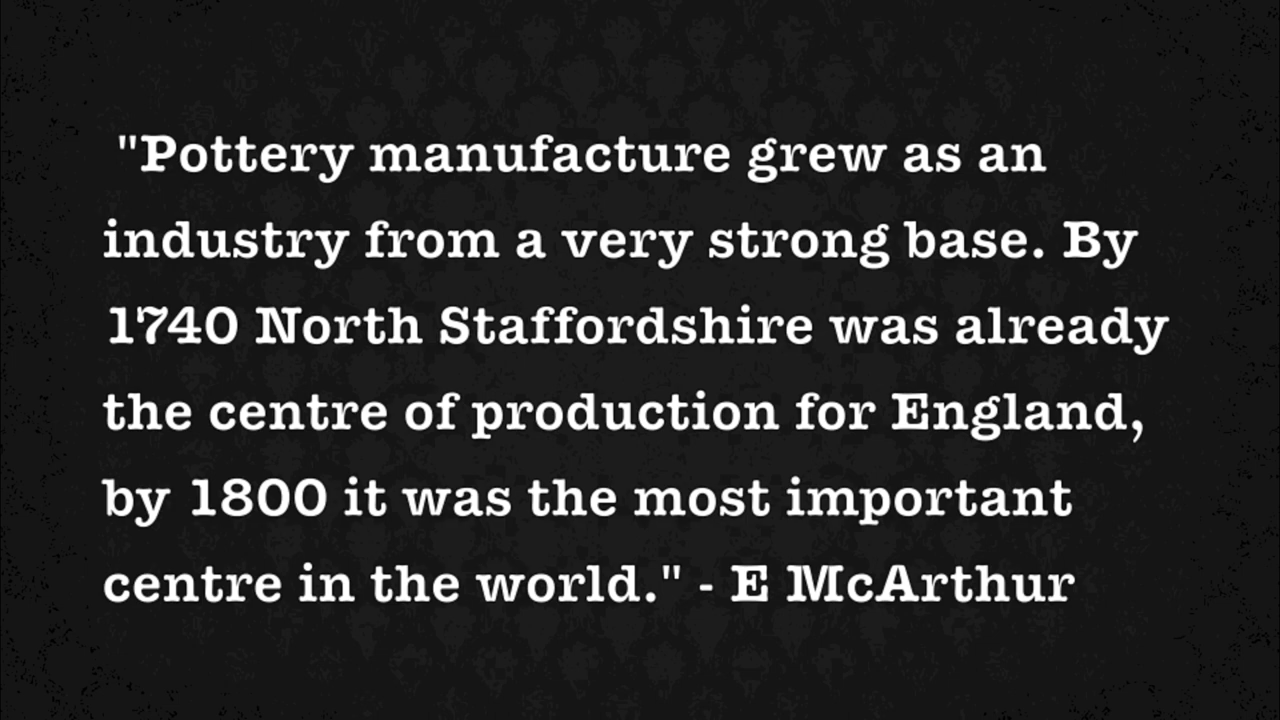 "Pottery manufacture grew as an
industry from a very strong base. By
1740 North Staffordshire was already
the centre of production for England,
by 1800 it was the most important
centre in the world." - E McArthur